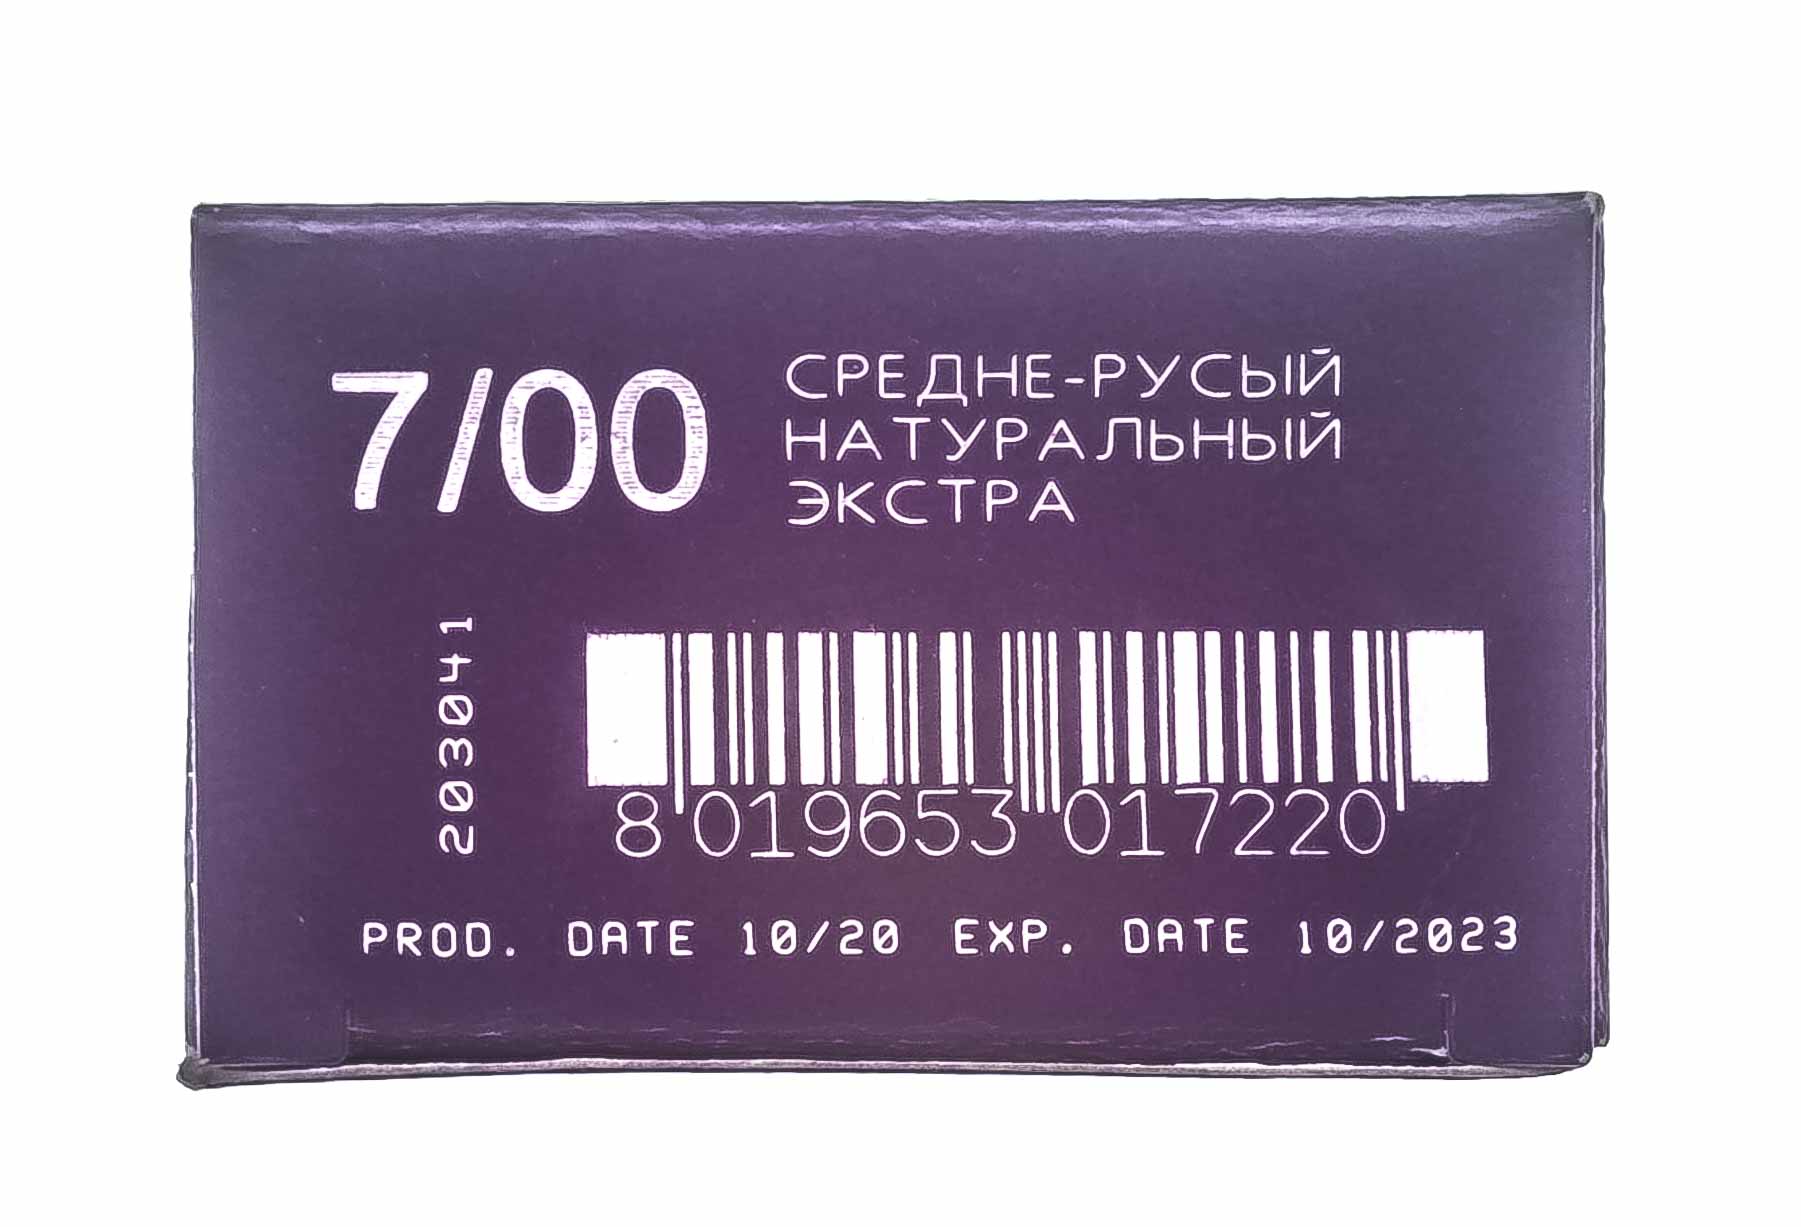 7/00
СРЕДНЕ-РУСЫЙ
НАТУРАЛЬНЫЙ
ЭКСТРА
203041
8 019653 017220
PROD. DATE 10/20 EXP. DATE 10/2023